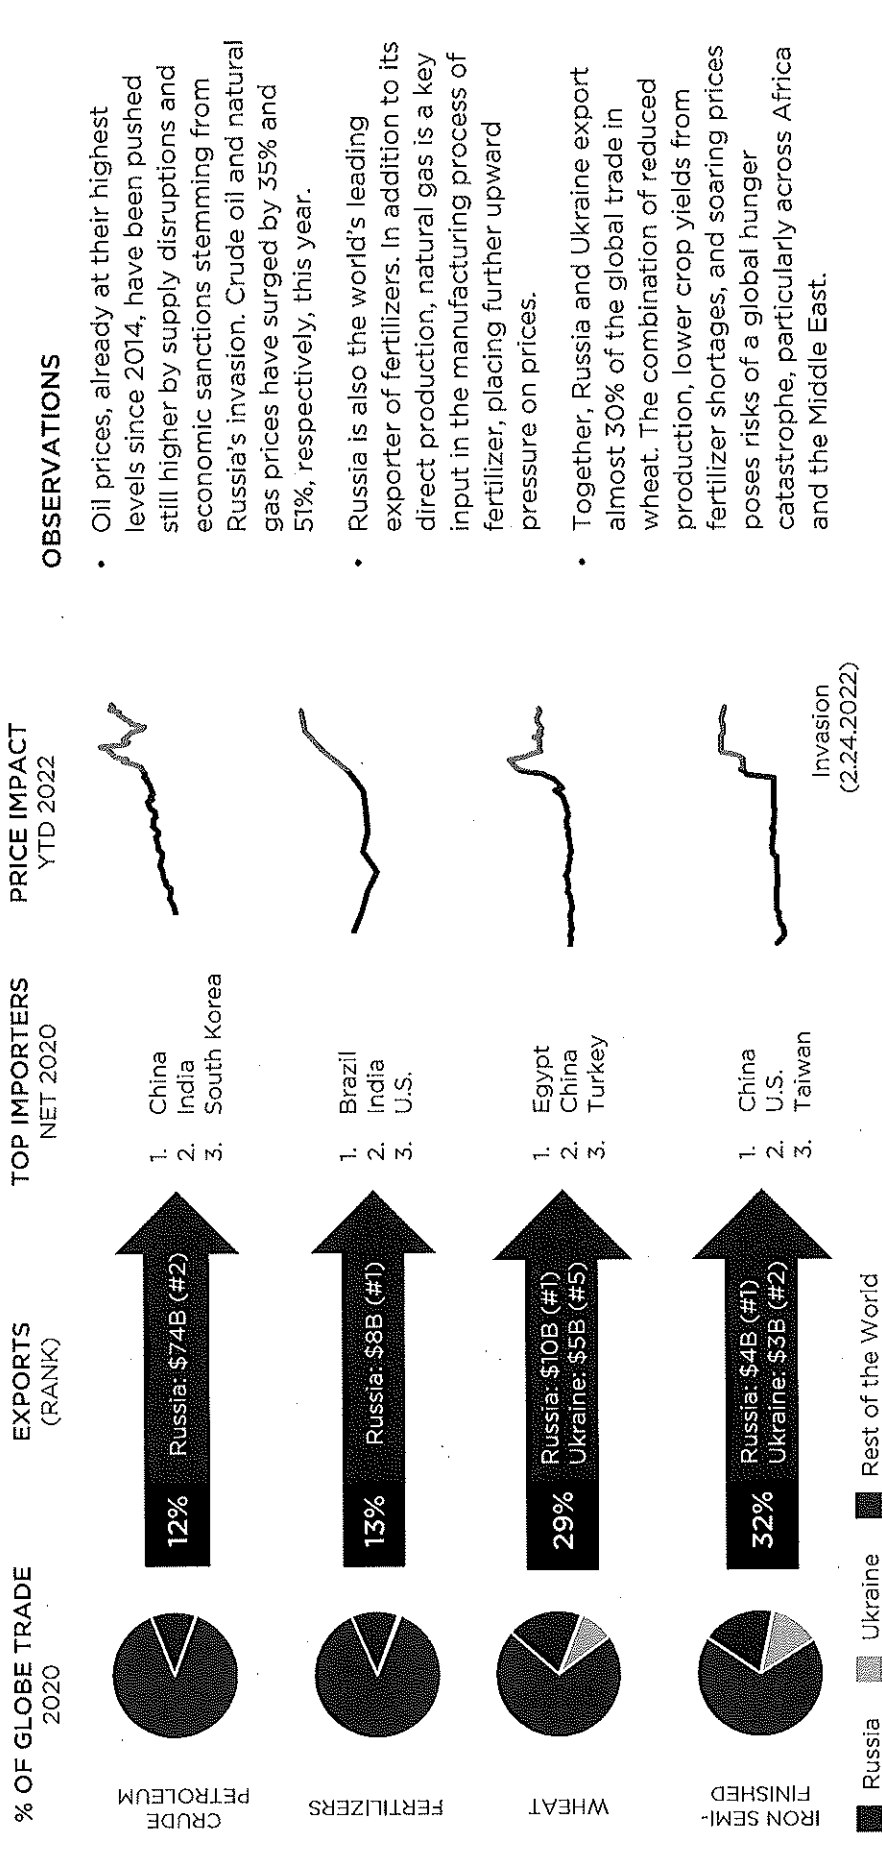 % OF GLOBE TRADE
2020
EXPORTS
(RANK)
TOP IMPORTERS
NET 2020
PRICE IMPACT
YTD 2022
OBSERVATIONS
CRUDE
PETROLEUM
12%
Russia: $74B (#2)
1. China
2. India
3. South Korea
FERTILIZERS
13%
Russia: $8B (#1)
1. Brazil
2. India
3. U.S.
WHEAT
29%
Russia: $10B (#1)
Ukraine: $5B (#5)
1. Egypt
2. China
3. Turkey
IRON SEMI-
FINISHED
32%
Russia: $4B (#1)
Ukraine: $3B (#2)
1. China
2. U.S.
3. Taiwan
Invasion
(2.24.2022)
• Oil prices, already at their highest
levels since 2014, have been pushed
still higher by supply disruptions and
economic sanctions stemming from
Russia's invasion. Crude oil and natural
gas prices have surged by 35% and
51%, respectively, this year.
• Russia is also the world's leading
exporter of fertilizers. In addition to its
direct production, natural gas is a key
input in the manufacturing process of
fertilizer, placing further upward
pressure on prices.
• Together, Russia and Ukraine export
almost 30% of the global trade in
wheat. The combination of reduced
production, lower crop yields from
fertilizer shortages, and soaring prices
poses risks of a global hunger
catastrophe, particularly across Africa
and the Middle East.
Russia
Ukraine
Rest of the World